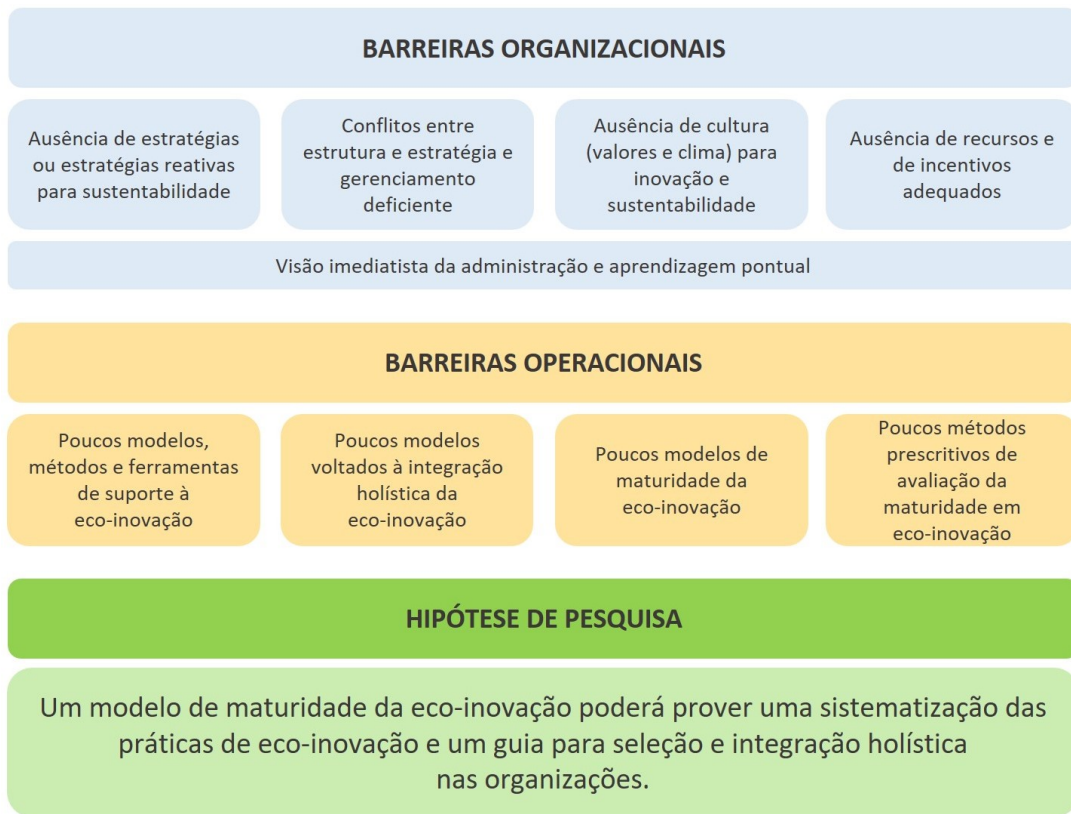 BARREIRAS ORGANIZACIONAIS
Ausência de estratégias
ou estratégias reativas
para sustentabilidade
Conflitos entre
estrutura e estratégia e
gerenciamento
deficiente
Ausência de cultura
(valores e clima) para
inovação e
sustentabilidade
Ausência de recursos e
de incentivos
adequados
Visão imediatista da administração e aprendizagem pontual
BARREIRAS OPERACIONAIS
Poucos modelos,
métodos e ferramentas
de suporte à
eco-inovação
Poucos modelos
voltados à integração
holística da
eco-inovação
Poucos modelos de
maturidade da
eco-inovação
Poucos métodos
prescritivos de
avaliação da
maturidade em
eco-inovação
HIPÓTESE DE PESQUISA
Um modelo de maturidade da eco-inovação poderá prover uma sistematização das
práticas de eco-inovação e um guia para seleção e integração holística
nas organizações.